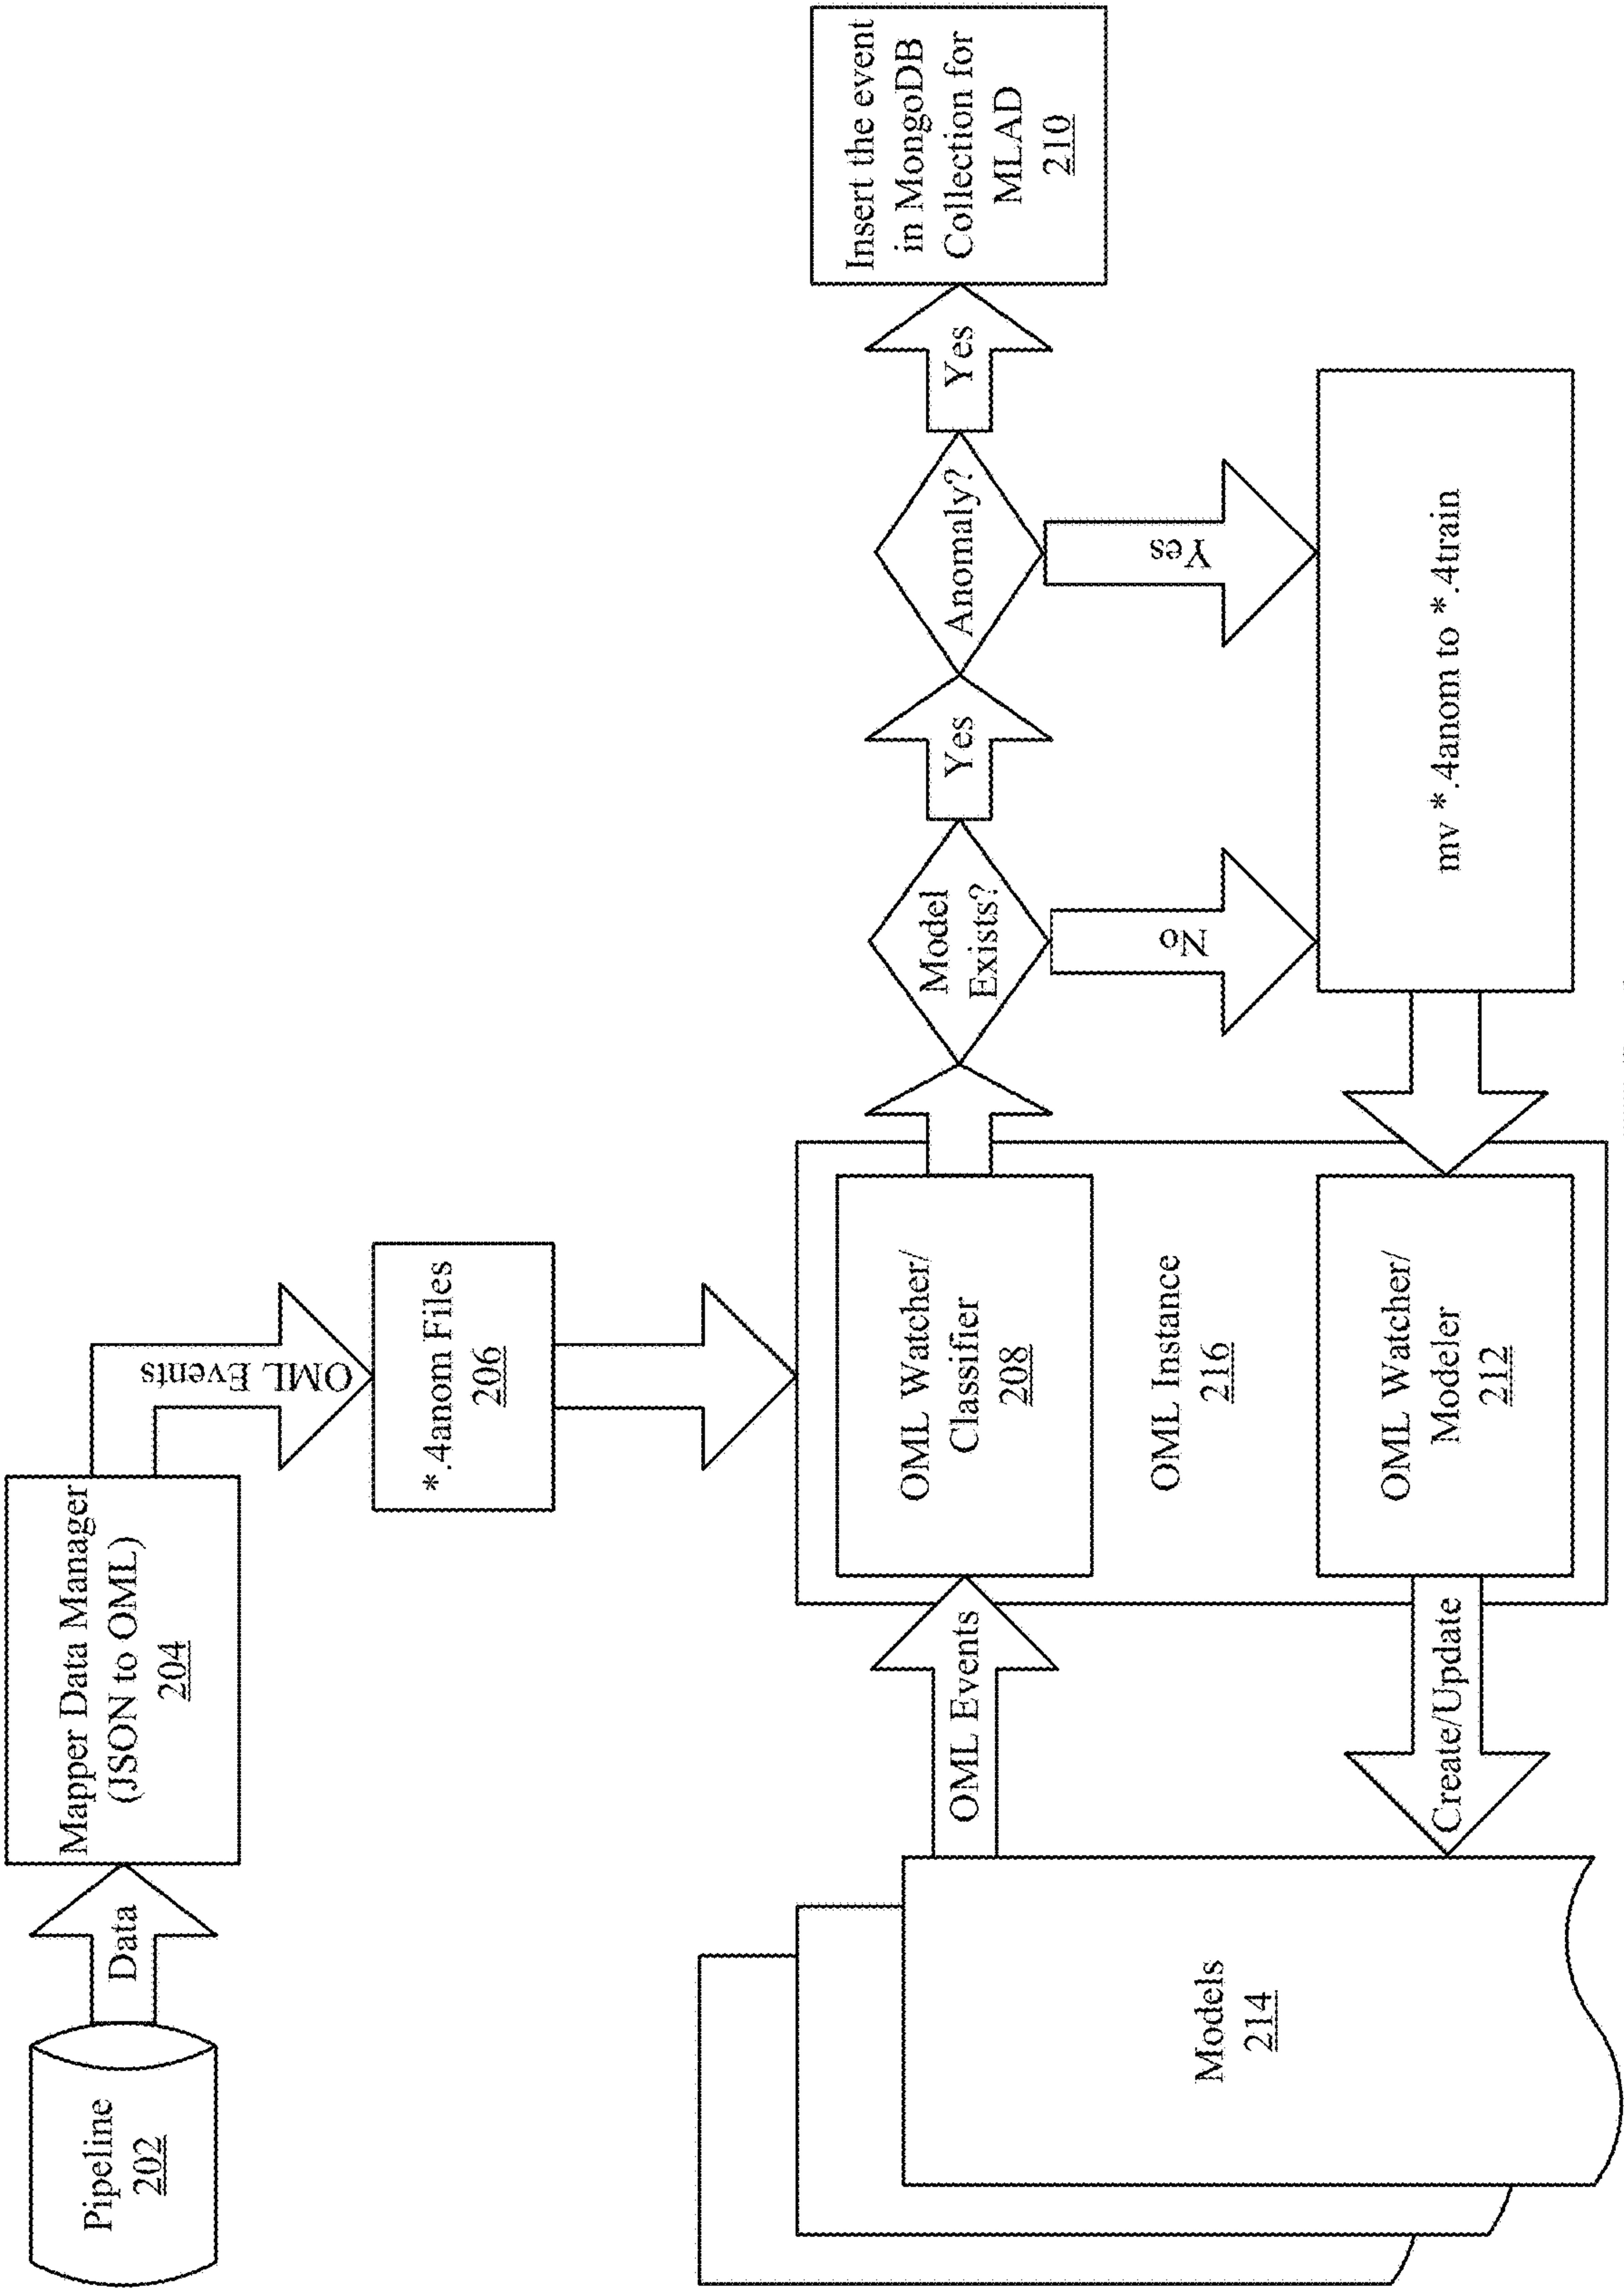 Pipeline
202
Data
Mapper Data Manager
(JSON to OML)
204
OML Events
*.4anom Files
206
Models
214
OML Events
Create/Update
OML Watcher/
Classifier
208
OML Instance
216
OML Watcher/
Modeler
212
Model
Exists?
Yes
No
Anomaly?
Yes
Yes
Insert the event
in MongoDB
Collection for
MLAD
210
mv *.4anom to *.4train